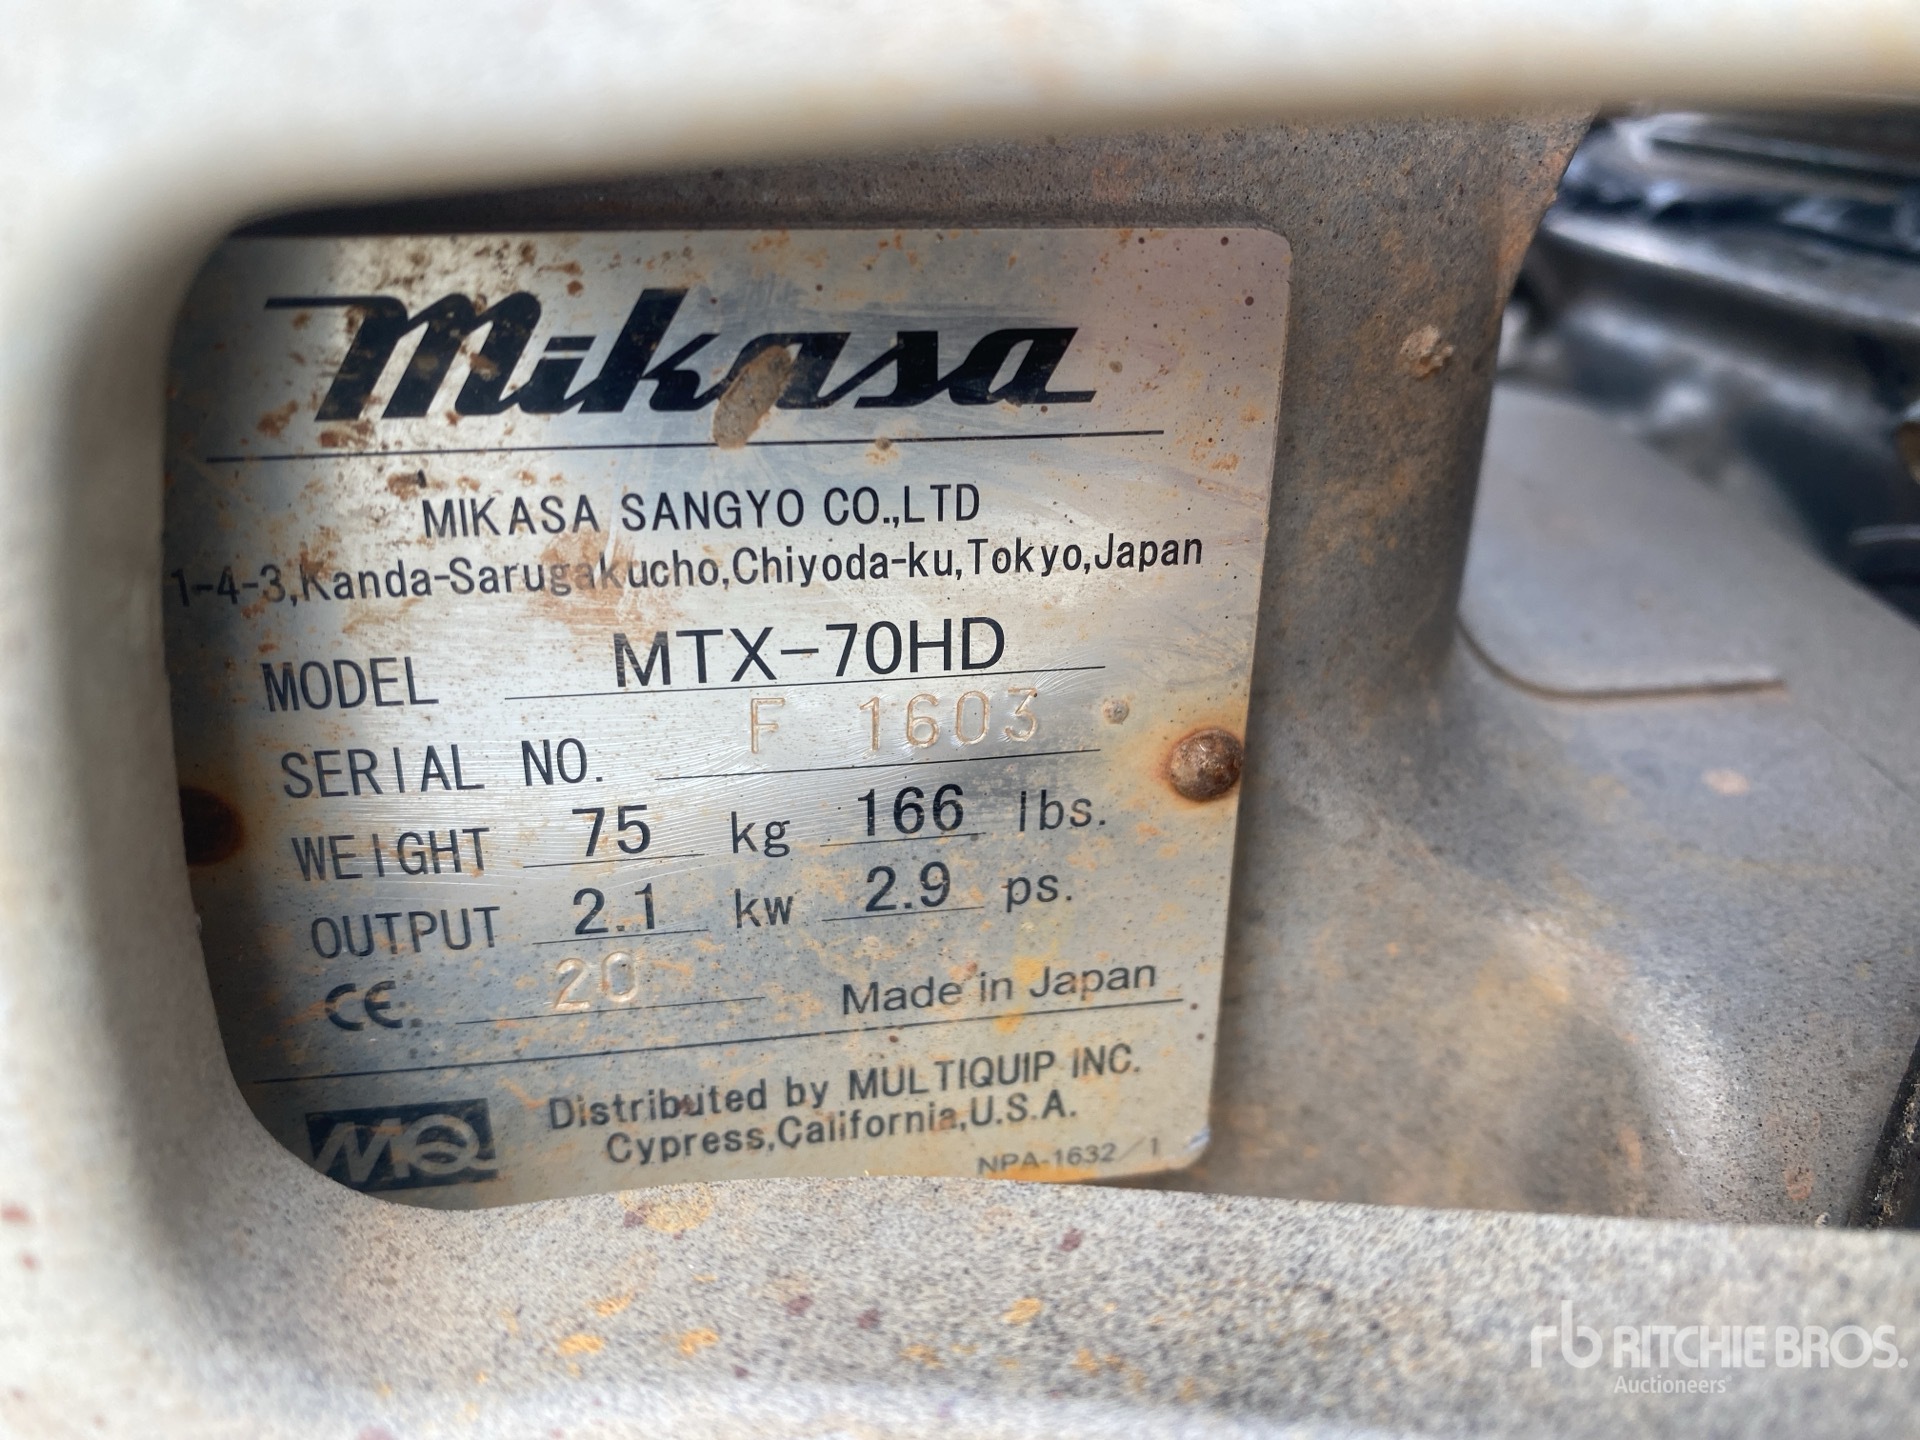 Mikasa
MIKASA SANGYO CO.,LTD
1-4-3,Kanda-Sarugakucho,Chiyoda-ku,Tokyo,Japan
MODEL MTX-70HD
SERIAL NO. F 1603
WEIGHT 75 kg 166 lbs.
OUTPUT 2.1 kw 2.9 ps.
CE. 20 Made in Japan
MQ Distributed by MULTIQUIP INC.
Cypress,California,U.S.A.
NPA-1632/1
rb RITCHIE BROS.
Auctioneers